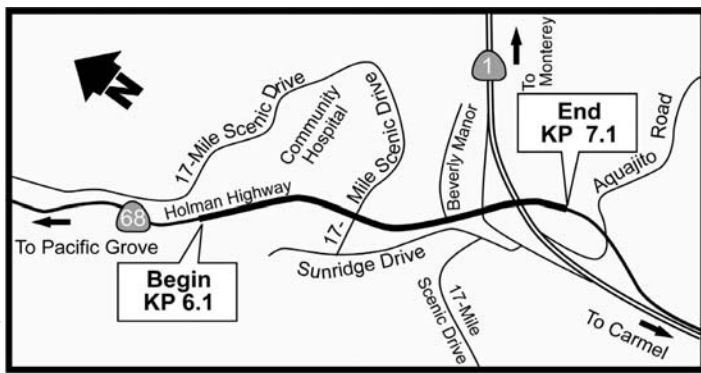 N
17-Mile Scenic Drive
Community
Hospital
17-
Mile Scenic Drive
Holman Highway
68
To Pacific Grove
Begin
KP 6.1
Sunridge Drive
Beverly Manor
17-Mile
Scenic Drive
1
To
Monterey
End
KP 7.1
Aquajito
Road
To Carmel